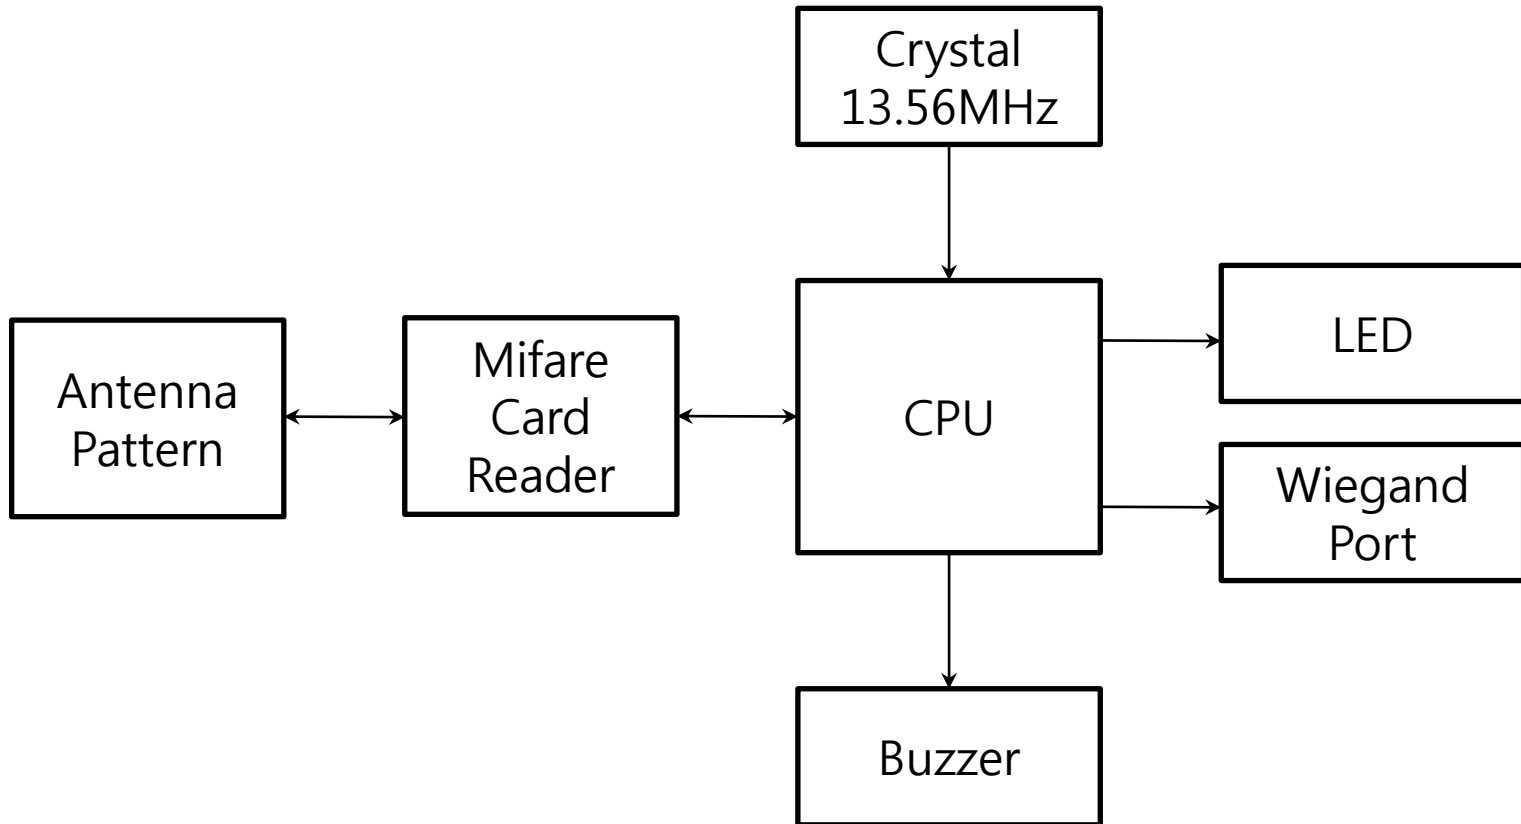 Crystal
13.56MHz
Antenna
Pattern
Mifare
Card
Reader
CPU
LED
Wiegand
Port
Buzzer